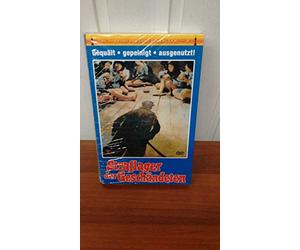 Gequält • gepeinigt • ausgenutzt!
Straflager
der Geschändeten